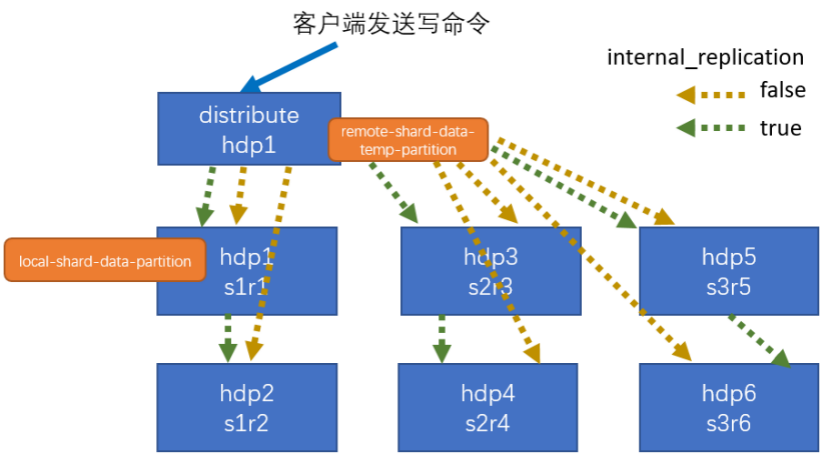 客户端发送写命令
internal_replication
false
true
distribute
hdp1
remote-shard-data-
temp-partition
local-shard-data-partition
hdp1
s1r1
hdp3
s2r3
hdp5
s3r5
hdp2
s1r2
hdp4
s2r4
hdp6
s3r6